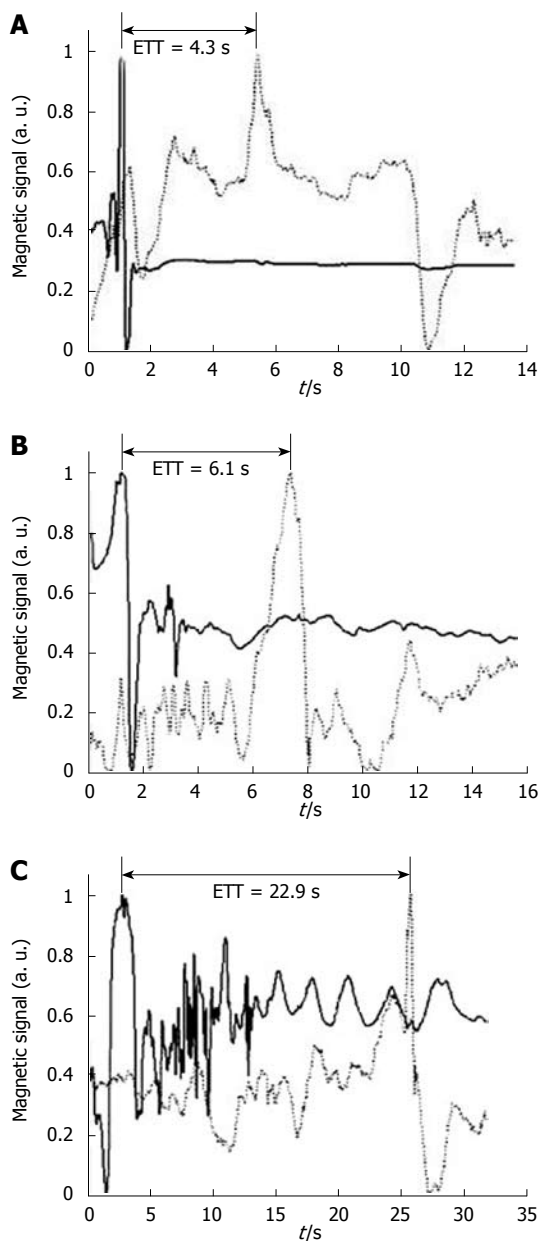 A
ETT = 4.3 s
Magnetic signal (a. u.)
1
0.8
0.6
0.4
0.2
0
0 2 4 6 8 10 12 14
t/s
B
ETT = 6.1 s
Magnetic signal (a. u.)
1
0.8
0.6
0.4
0.2
0
0 2 4 6 8 10 12 14 16
t/s
C
ETT = 22.9 s
Magnetic signal (a. u.)
1
0.8
0.6
0.4
0.2
0
0 5 10 15 20 25 30 35
t/s